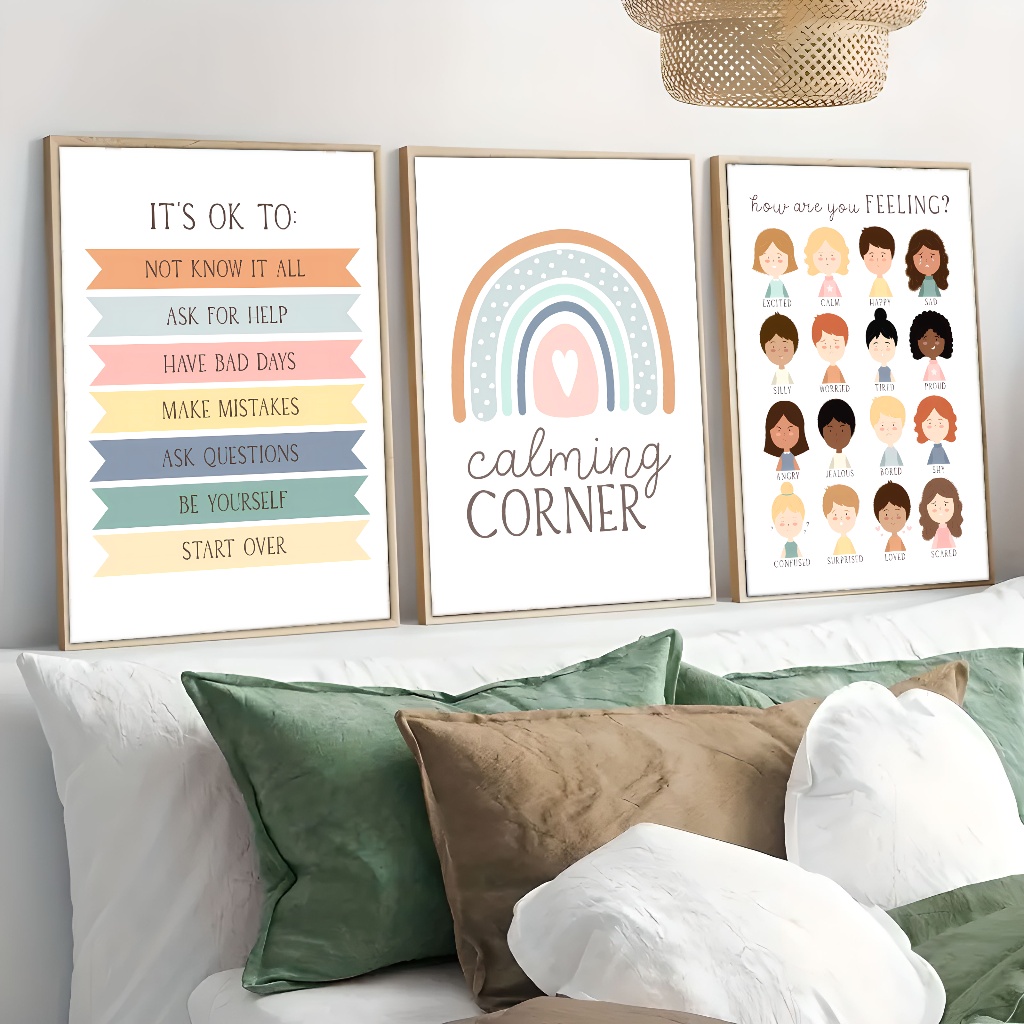 IT'S OK TO:
NOT KNOW IT ALL
ASK FOR HELP
HAVE BAD DAYS
MAKE MISTAKES
ASK QUESTIONS
BE YOURSELF
START OVER
calming
CORNER
how are you FEELING?
EXCITED CALM HAPPY SAD
SILLY WORRIED TIRED PROUD
ANGRY JEALOUS BORED SHY
CONFUSED SURPRISED LOVED SCARED